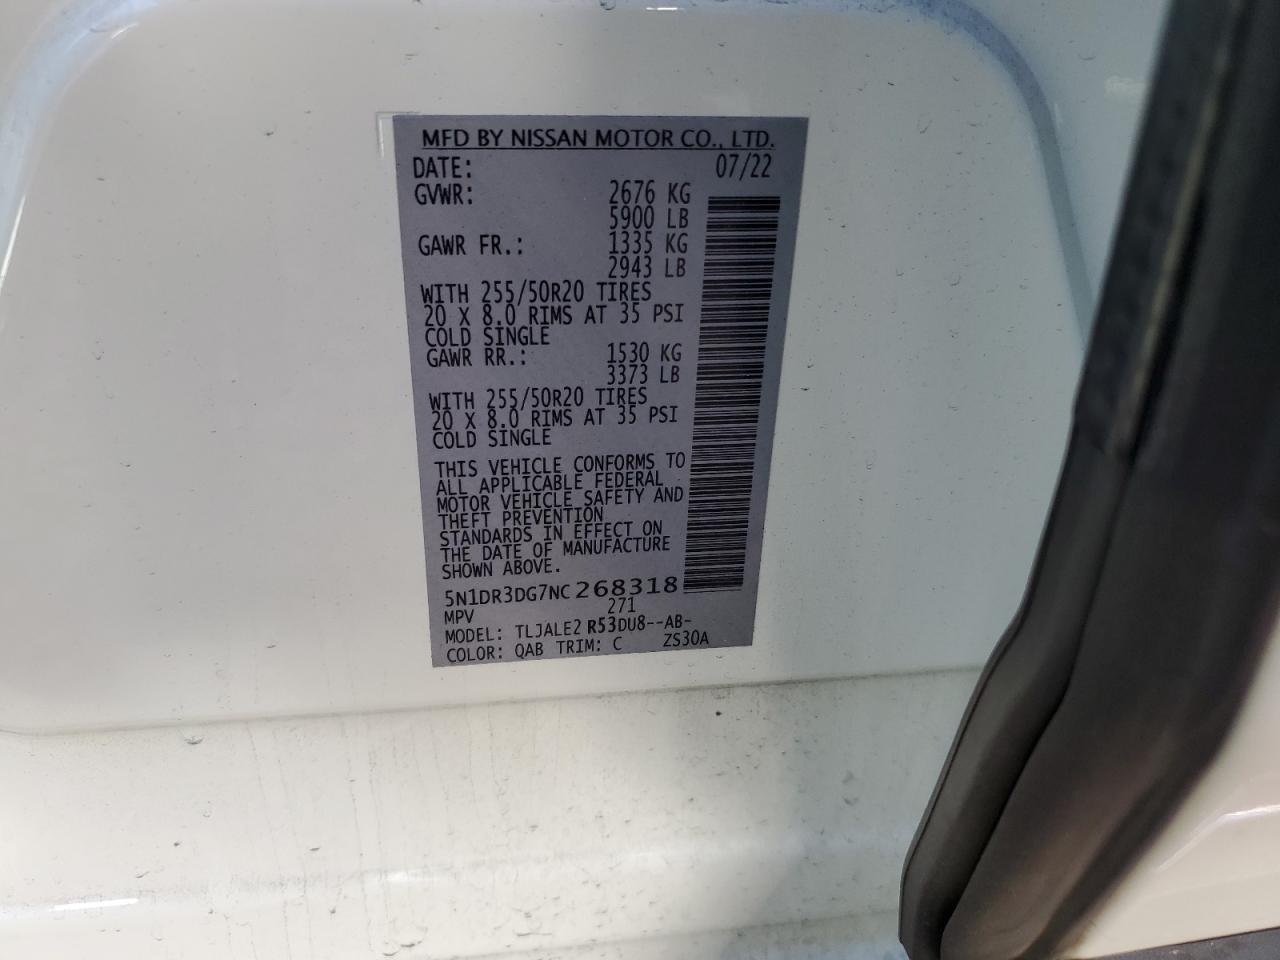 MFD BY NISSAN MOTOR CO., LTD.
DATE: 07/22
GVWR: 2676 KG
5900 LB
GAWR FR.: 1335 KG
2943 LB
WITH 255/50R20 TIRES
20 X 8.0 RIMS AT 35 PSI
COLD SINGLE
GAWR RR.: 1530 KG
3373 LB
WITH 255/50R20 TIRES
20 X 8.0 RIMS AT 35 PSI
COLD SINGLE
THIS VEHICLE CONFORMS TO
ALL APPLICABLE FEDERAL
MOTOR VEHICLE SAFETY AND
THEFT PREVENTION
STANDARDS IN EFFECT ON
THE DATE OF MANUFACTURE
SHOWN ABOVE.
5N1DR3DG7NC268318
MPV 271
MODEL: TLJALE2 R53DU8--AB-
COLOR: QAB TRIM: C ZS30A